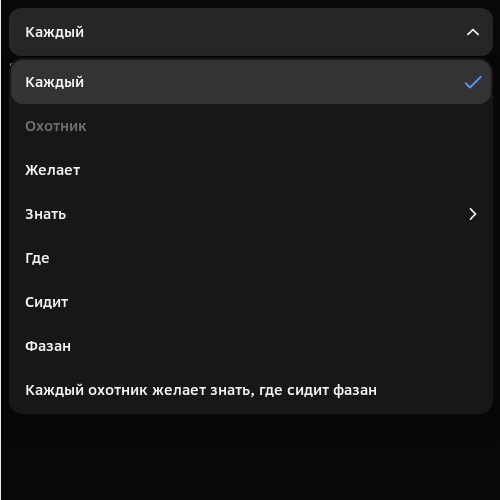 Каждый
Каждый
Охотник
Желает
Знать
Где
Сидит
Фазан
Каждый охотник желает знать, где сидит фазан